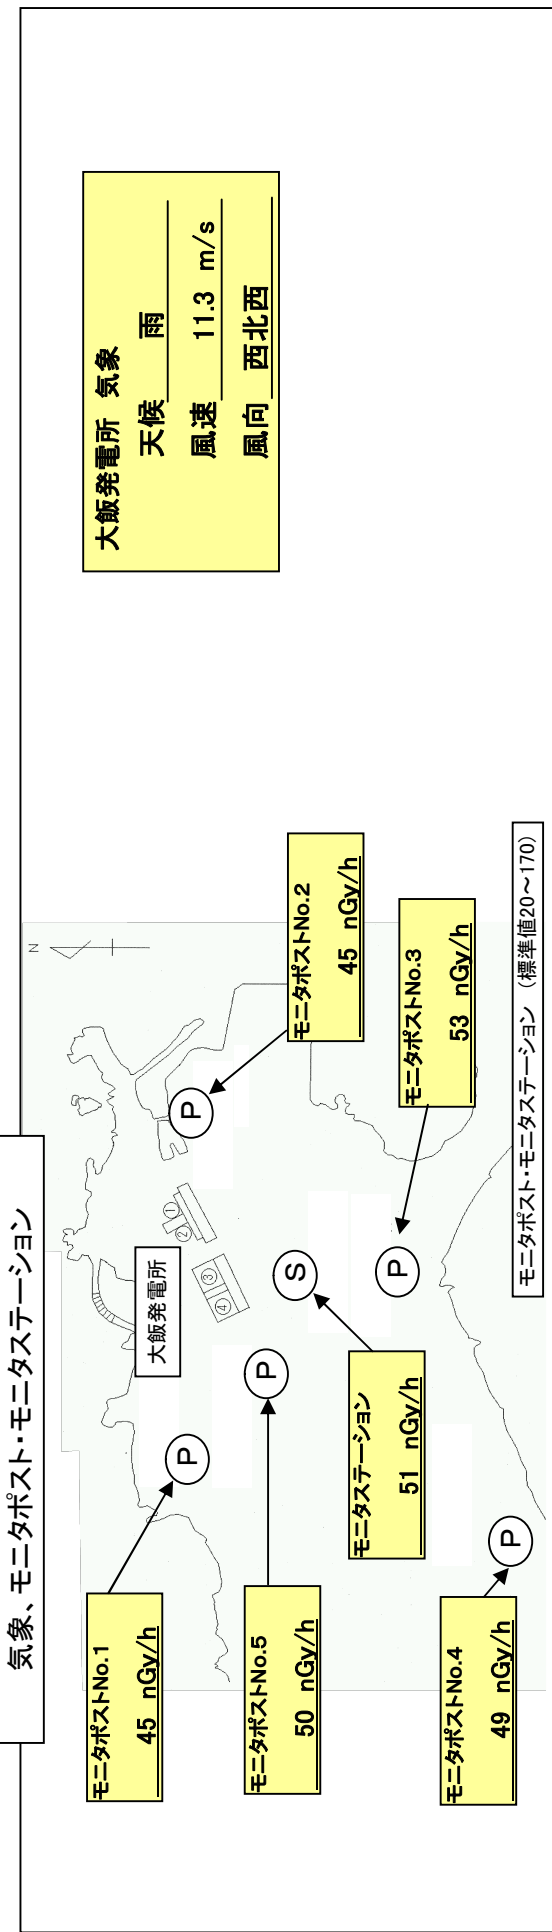 気象、モニタポスト・モニタステーション
モニタポストNo.1
45 nGy/h
モニタポストNo.5
50 nGy/h
モニタポストNo.4
49 nGy/h
モニタステーション
51 nGy/h
大飯発電所
④
③
②
①
P
P
P
S
P
P
N
モニタポストNo.2
45 nGy/h
モニタポストNo.3
53 nGy/h
モニタポスト・モニタステーション (標準値20~170)
大飯発電所 気象
天候 雨
風速 11.3 m/s
風向 西北西